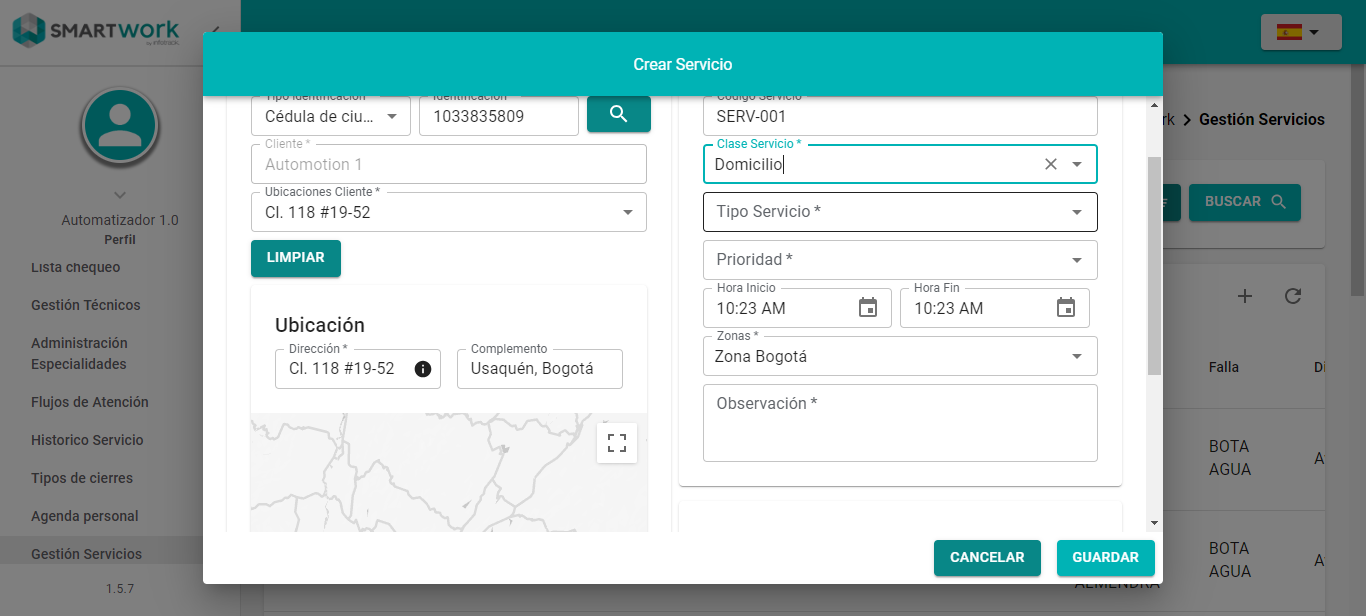 SMARTWORK
by infotrack
Automatizador 1.0
Perfil
Lista chequeo
Gestión Técnicos
Administración
Especialidades
Flujos de Atención
Historico Servicio
Tipos de cierres
Agenda personal
Gestión Servicios
1.5.7
Crear Servicio
Tipo Identificación
Cédula de ciu...
Identificación
1033835809
Cliente *
Automotion 1
Ubicaciones Cliente *
Cl. 118 #19-52
LIMPIAR
Ubicación
Dirección *
Cl. 118 #19-52
Complemento
Usaquén, Bogotá
Código Servicio
SERV-001
Clase Servicio *
Domicilio
Tipo Servicio *
Prioridad *
Hora Inicio
10:23 AM
Hora Fin
10:23 AM
Zonas *
Zona Bogotá
Observación *
CANCELAR
GUARDAR
rk > Gestión Servicios
BUSCAR
Falla
Di
BOTA
AGUA
A
BOTA
AGUA
A
ALMENDRA